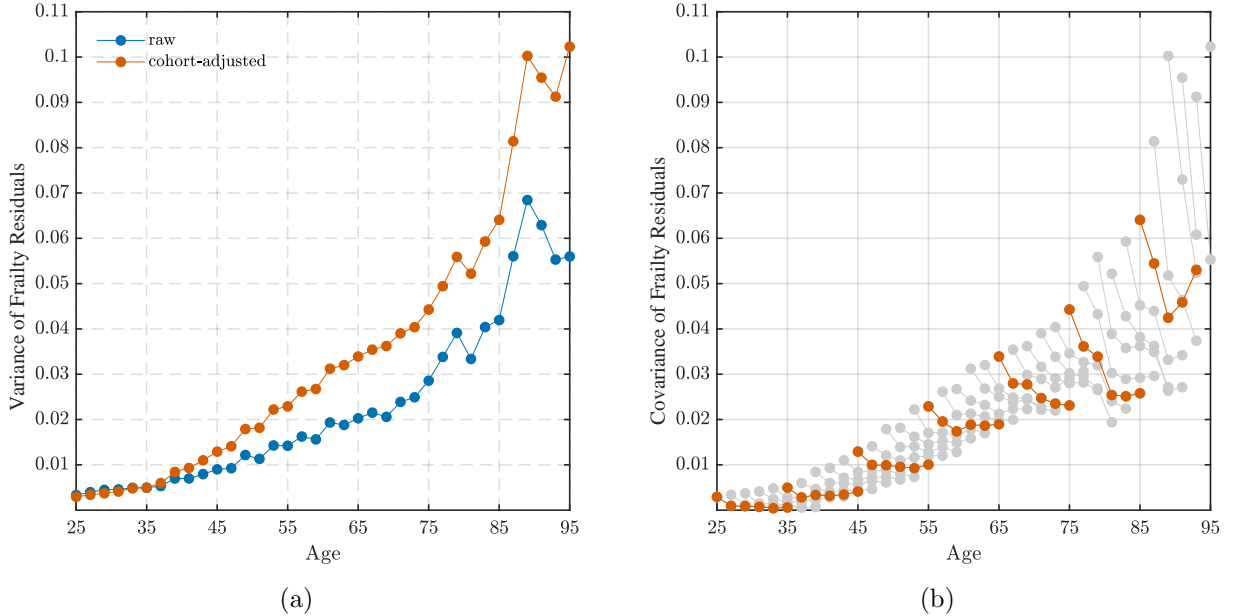 0.11
0.1
0.09
0.08
0.07
0.06
0.05
0.04
0.03
0.02
0.01
Variance of Frailty Residuals
raw
cohort-adjusted
25 35 45 55 65 75 85 95
Age
(a)
0.11
0.1
0.09
0.08
0.07
0.06
0.05
0.04
0.03
0.02
0.01
Covariance of Frailty Residuals
25 35 45 55 65 75 85 95
Age
(b)